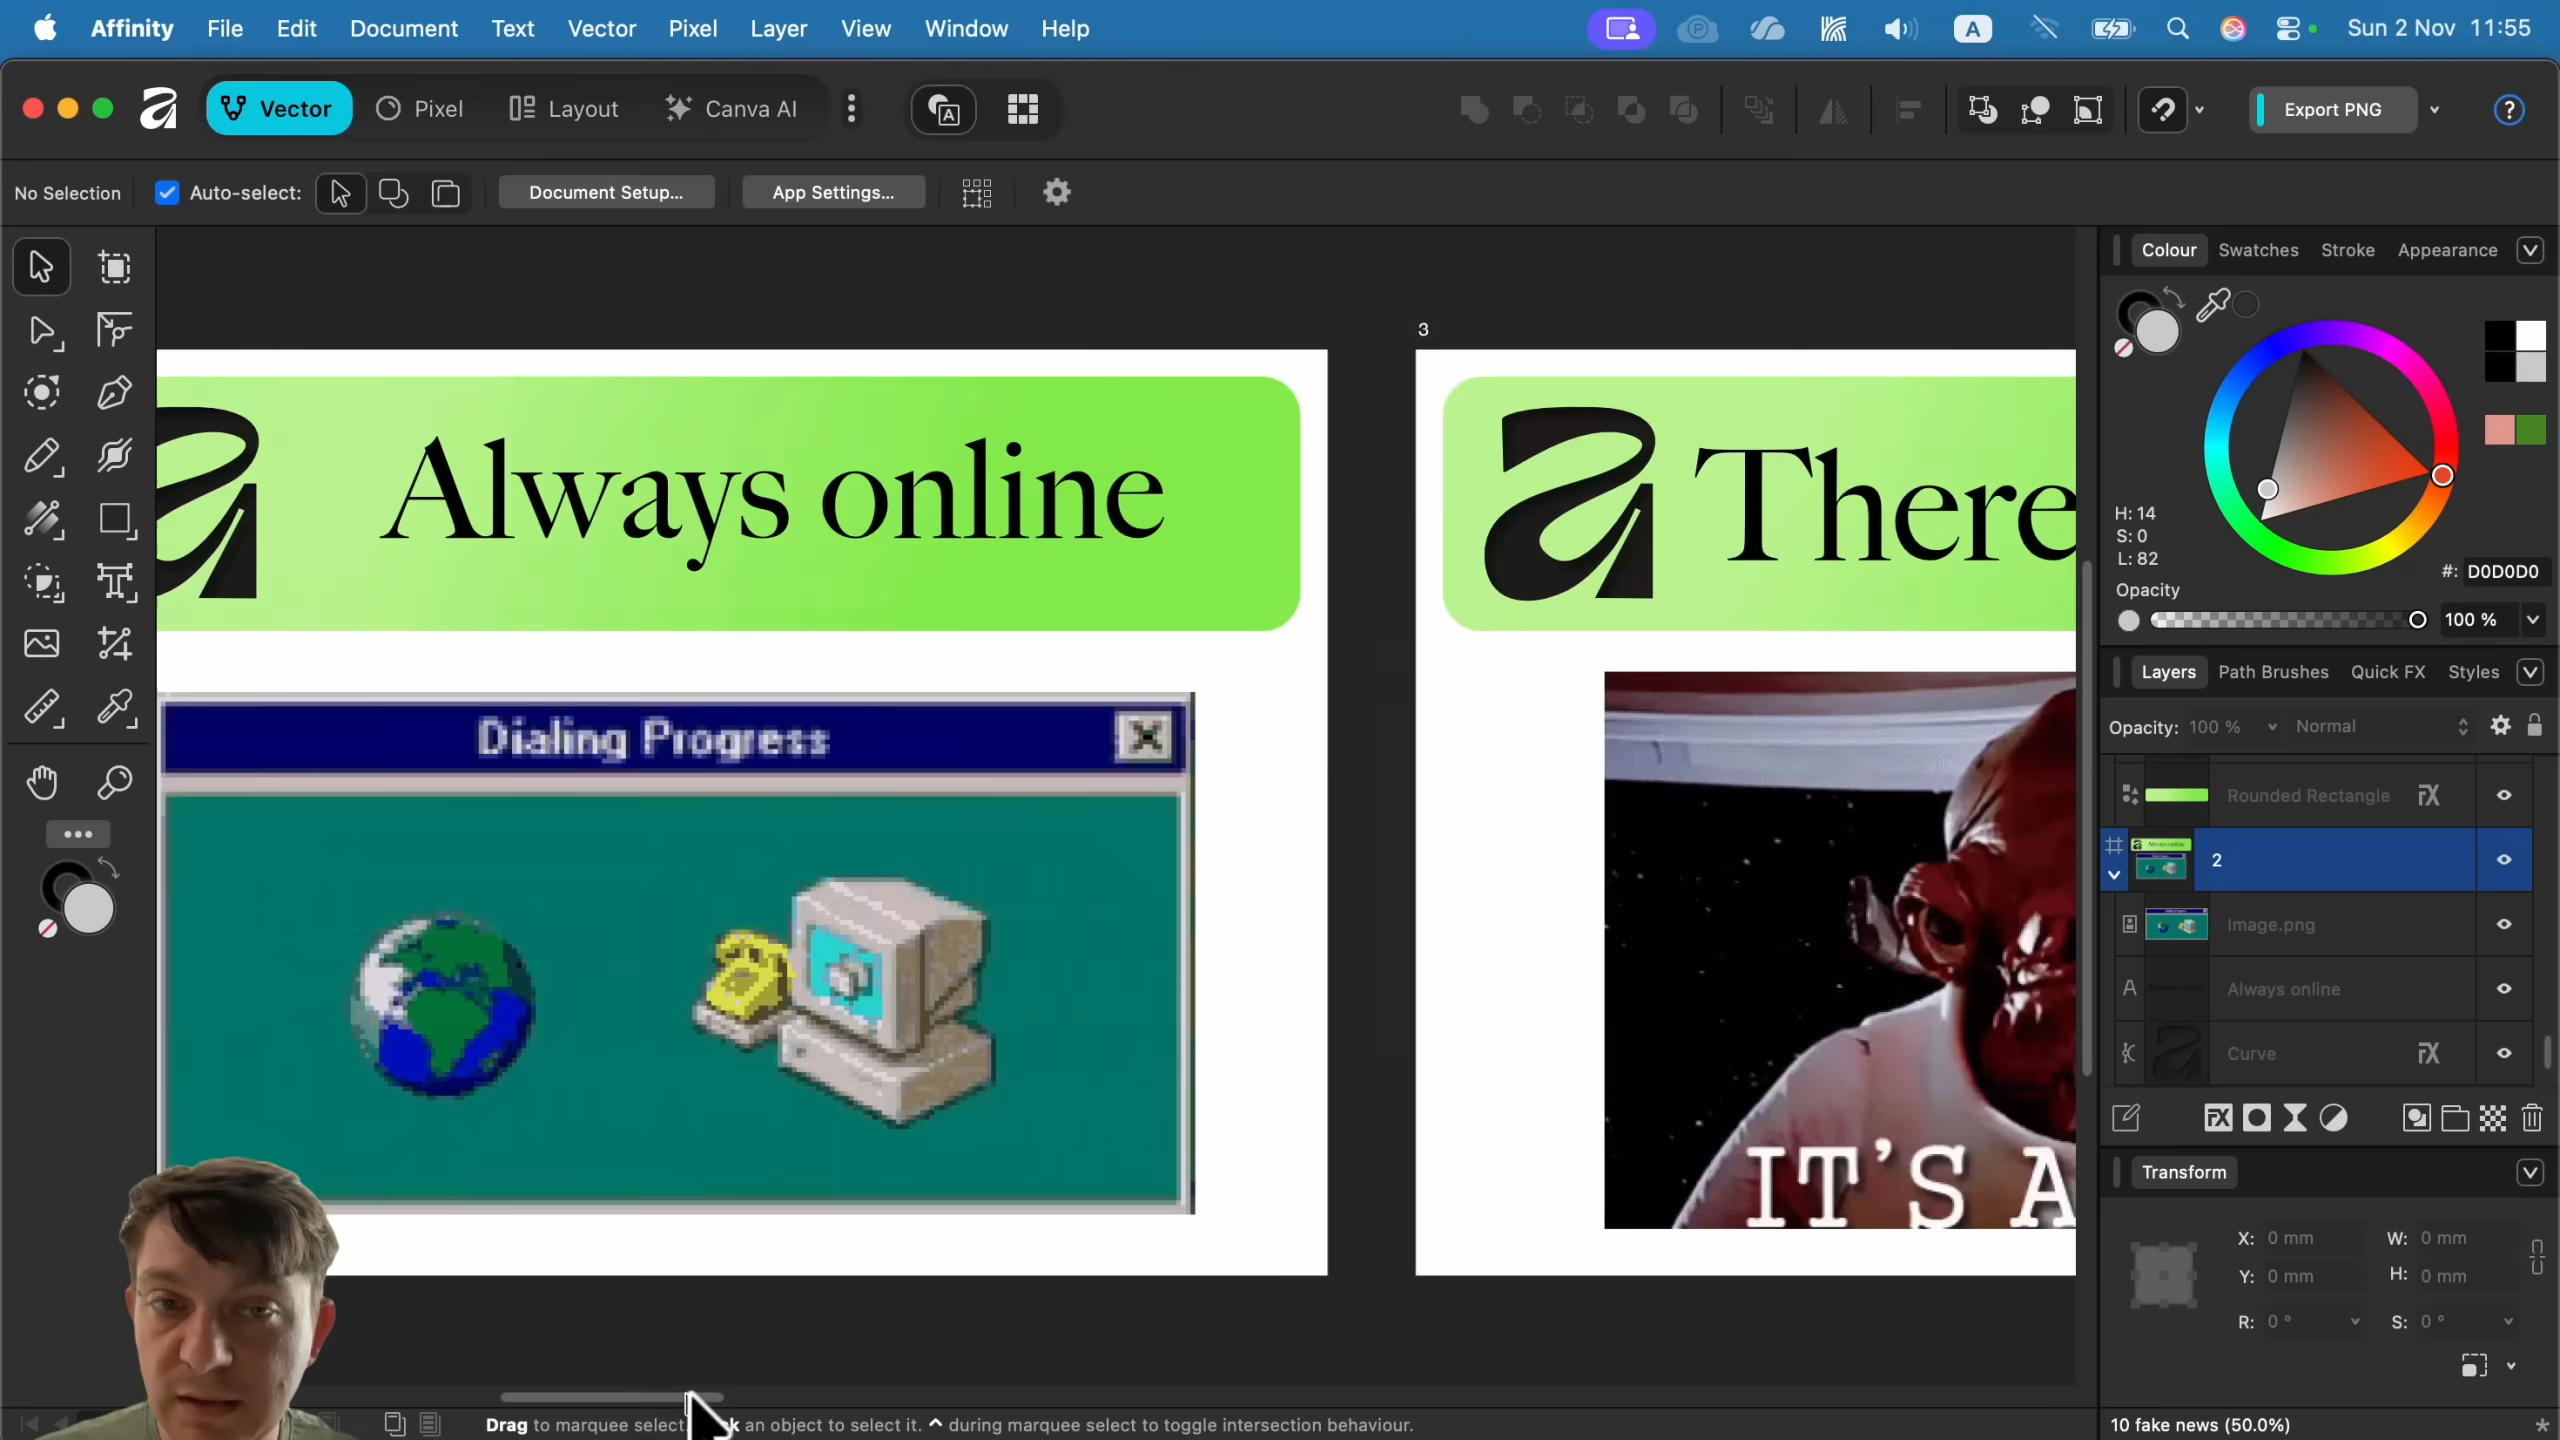 Affinity File Edit Document Text Vector Pixel Layer View Window Help
A Sun 2 Nov 11:55
Vector Pixel Layout Canva AI
A
Export PNG ?
No Selection Auto-select: Document Setup... App Settings...
3
Always online
There
Dialing Progress
IT'S A
Colour Swatches Stroke Appearance
H: 14
S: 0
L: 82
#: D0D0D0
Opacity
100 %
Layers Path Brushes Quick FX Styles
Opacity: 100 % Normal
Rounded Rectangle FX
2
Image.png
A Always online
Curve FX
FX
Transform
X: 0 mm W: 0 mm
Y: 0 mm H: 0 mm
R: 0 ° S: 0 °
Drag to marquee select. an object to select it. ^ during marquee select to toggle intersection behaviour.
10 fake news (50.0%) *